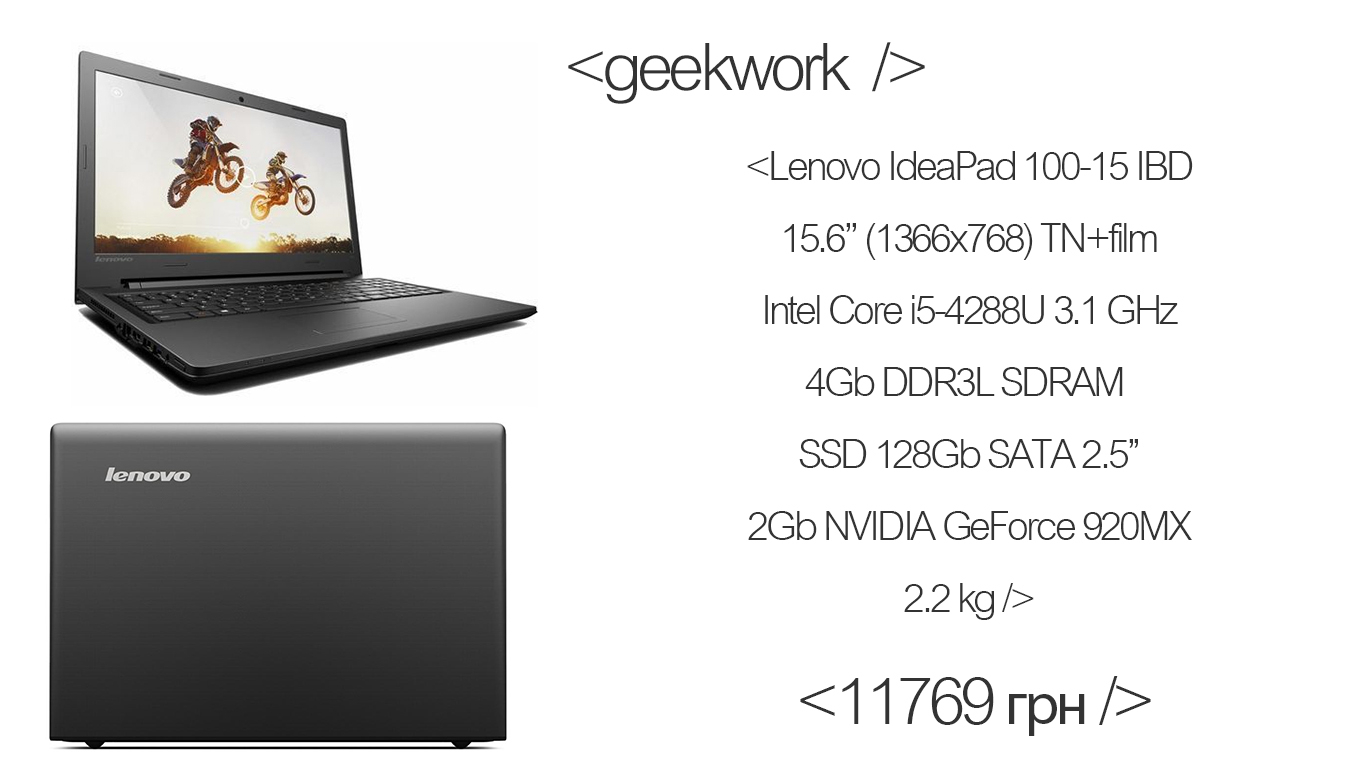 <geekwork />
<Lenovo IdeaPad 100-15 IBD
15.6” (1366x768) TN+film
Intel Core i5-4288U 3.1 GHz
4Gb DDR3L SDRAM
SSD 128Gb SATA 2.5”
2Gb NVIDIA GeForce 920MX
2.2 kg />
<11769 грн />
lenovo
lenovo